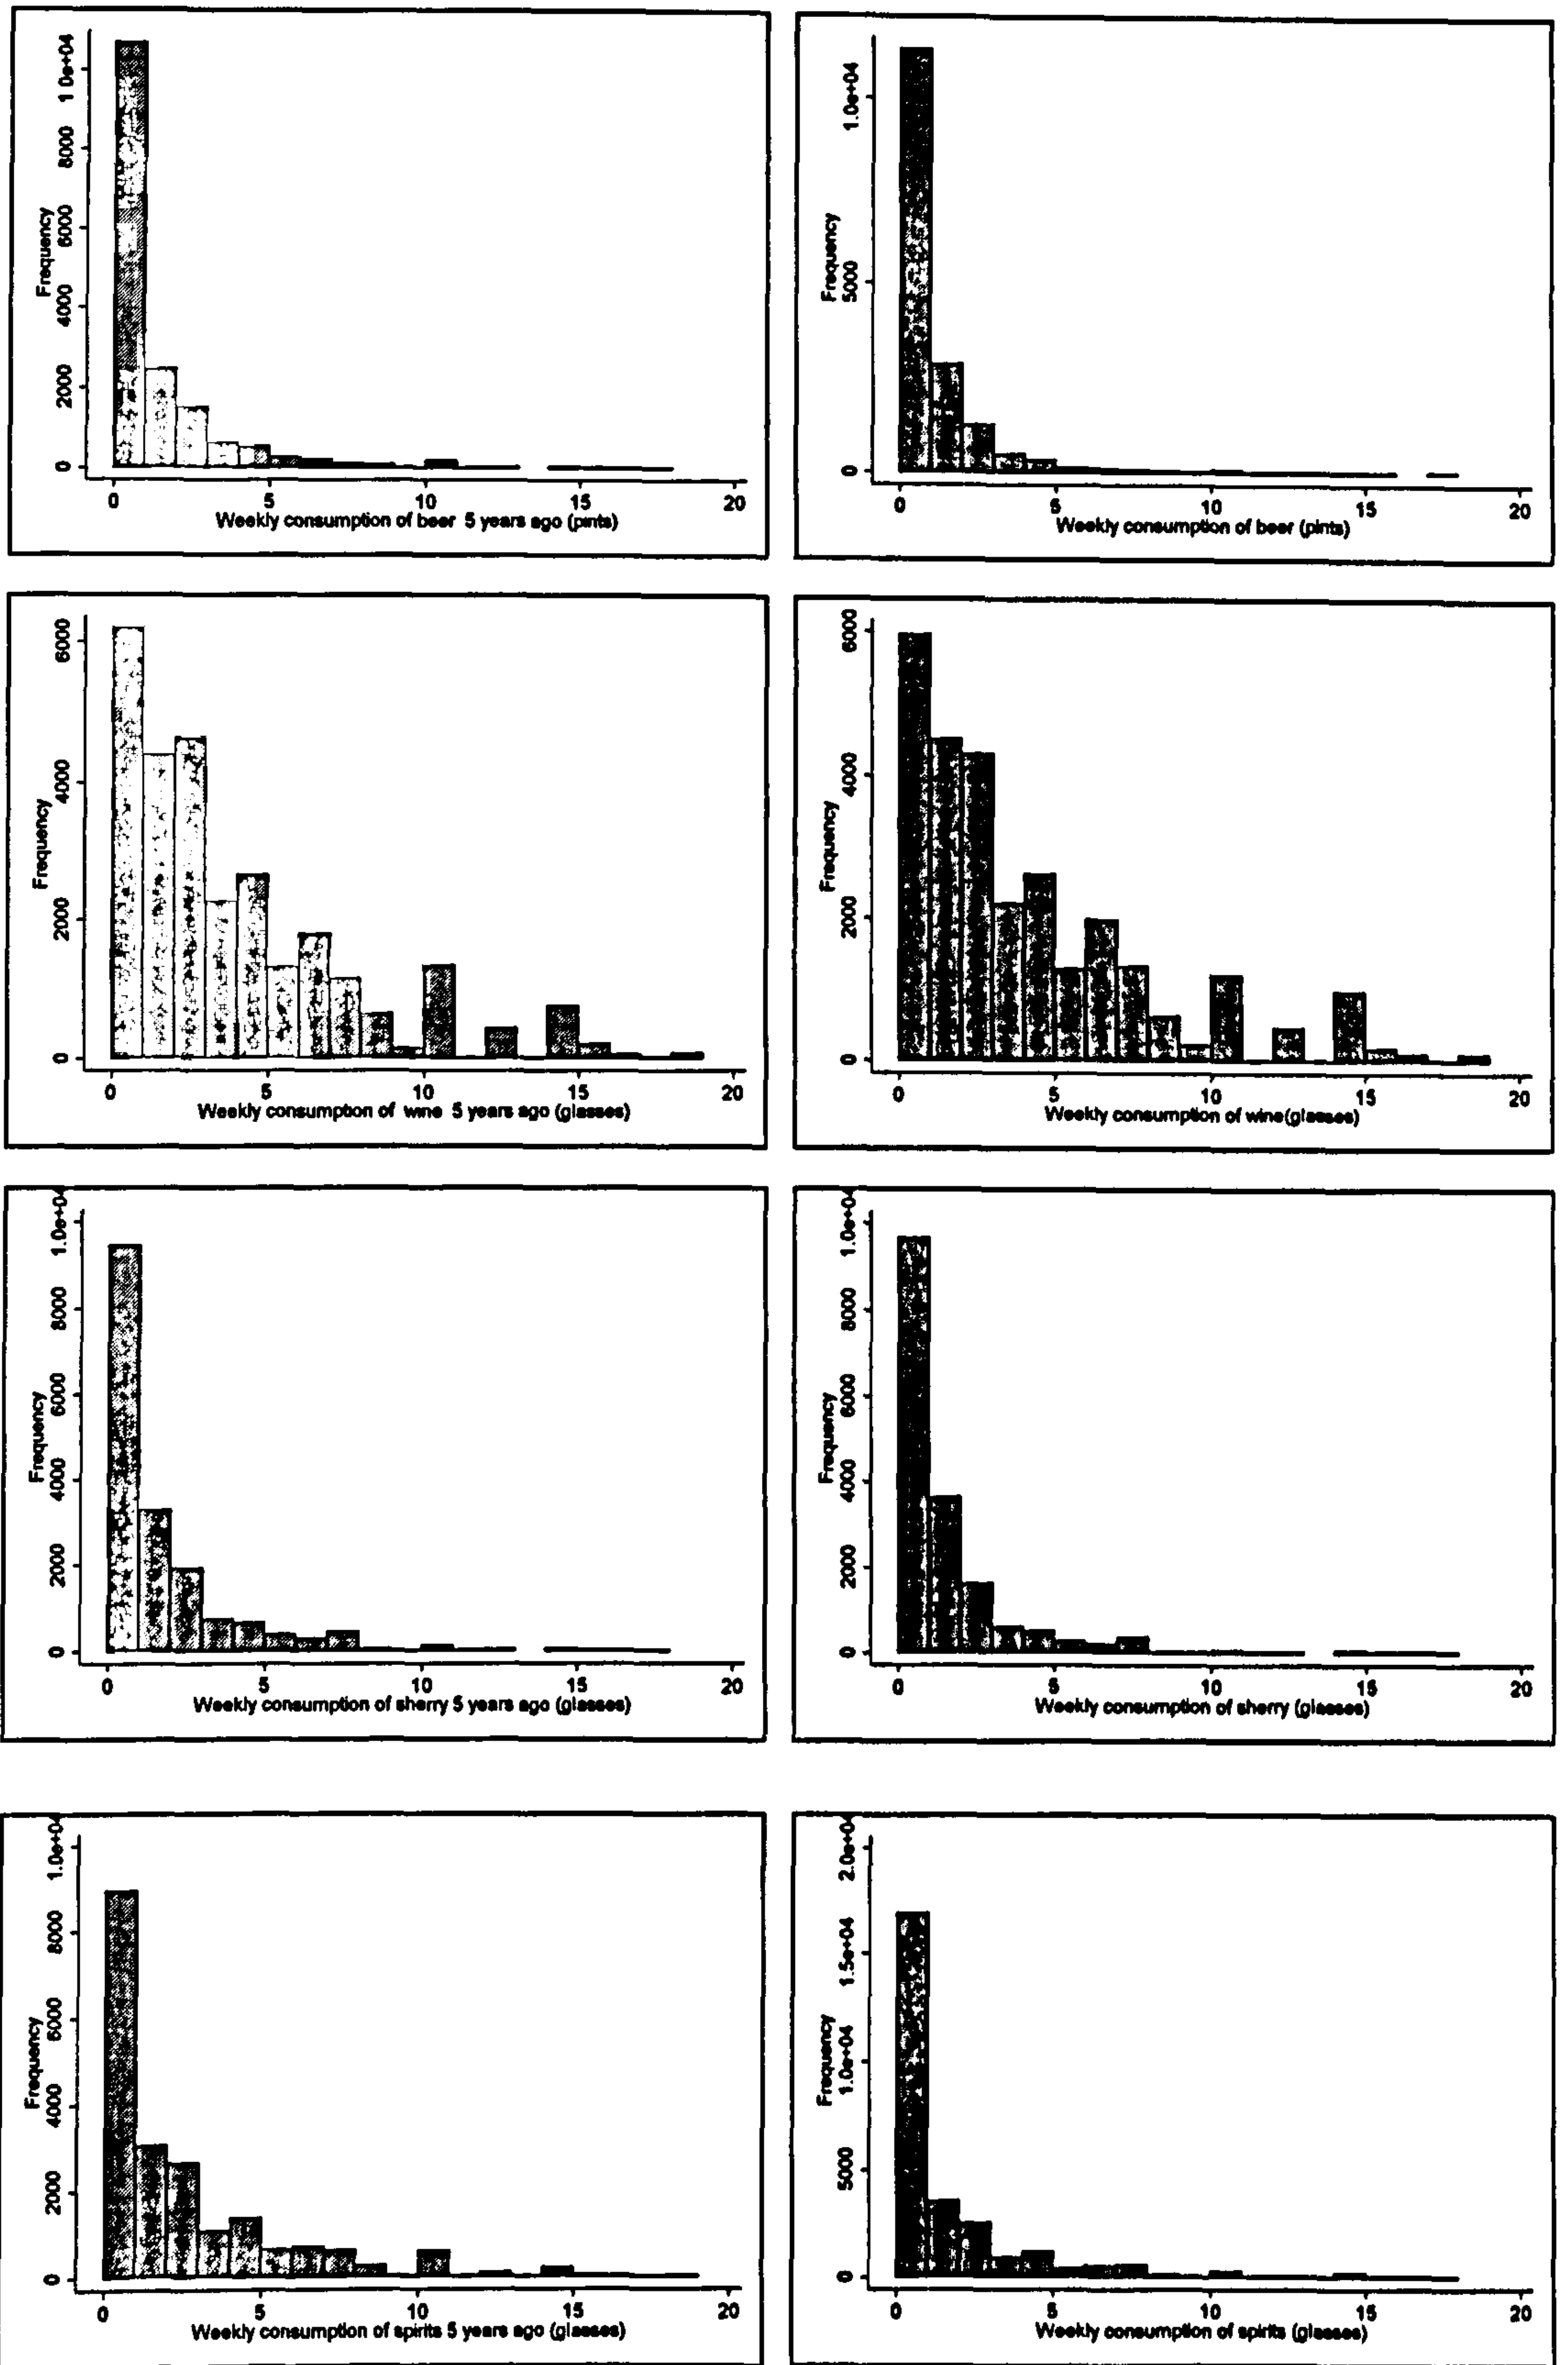 Frequency
0 2000 4000 6000 8000 1 0e+04
0 5 10 15 20
Weekly consumption of beer 5 years ago (pints)
Frequency
0 5000 1.0e+04
0 5 10 15 20
Weekly consumption of beer (pints)
Frequency
0 2000 4000 6000
0 5 10 15 20
Weekly consumption of wine 5 years ago (glasses)
Frequency
0 2000 4000 6000
0 5 10 15 20
Weekly consumption of wine(glasses)
Frequency
0 2000 4000 6000 8000 1.0e+04
0 5 10 15 20
Weekly consumption of sherry 5 years ago (glasses)
Frequency
0 2000 4000 6000 8000 1.0e+04
0 5 10 15 20
Weekly consumption of sherry (glasses)
Frequency
0 2000 4000 6000 8000 1.0e+04
0 5 10 15 20
Weekly consumption of spirits 5 years ago (glasses)
Frequency
0 5000 1.0e+04 1.5e+04 2.0e+04
0 5 10 15 20
Weekly consumption of spirits (glasses)